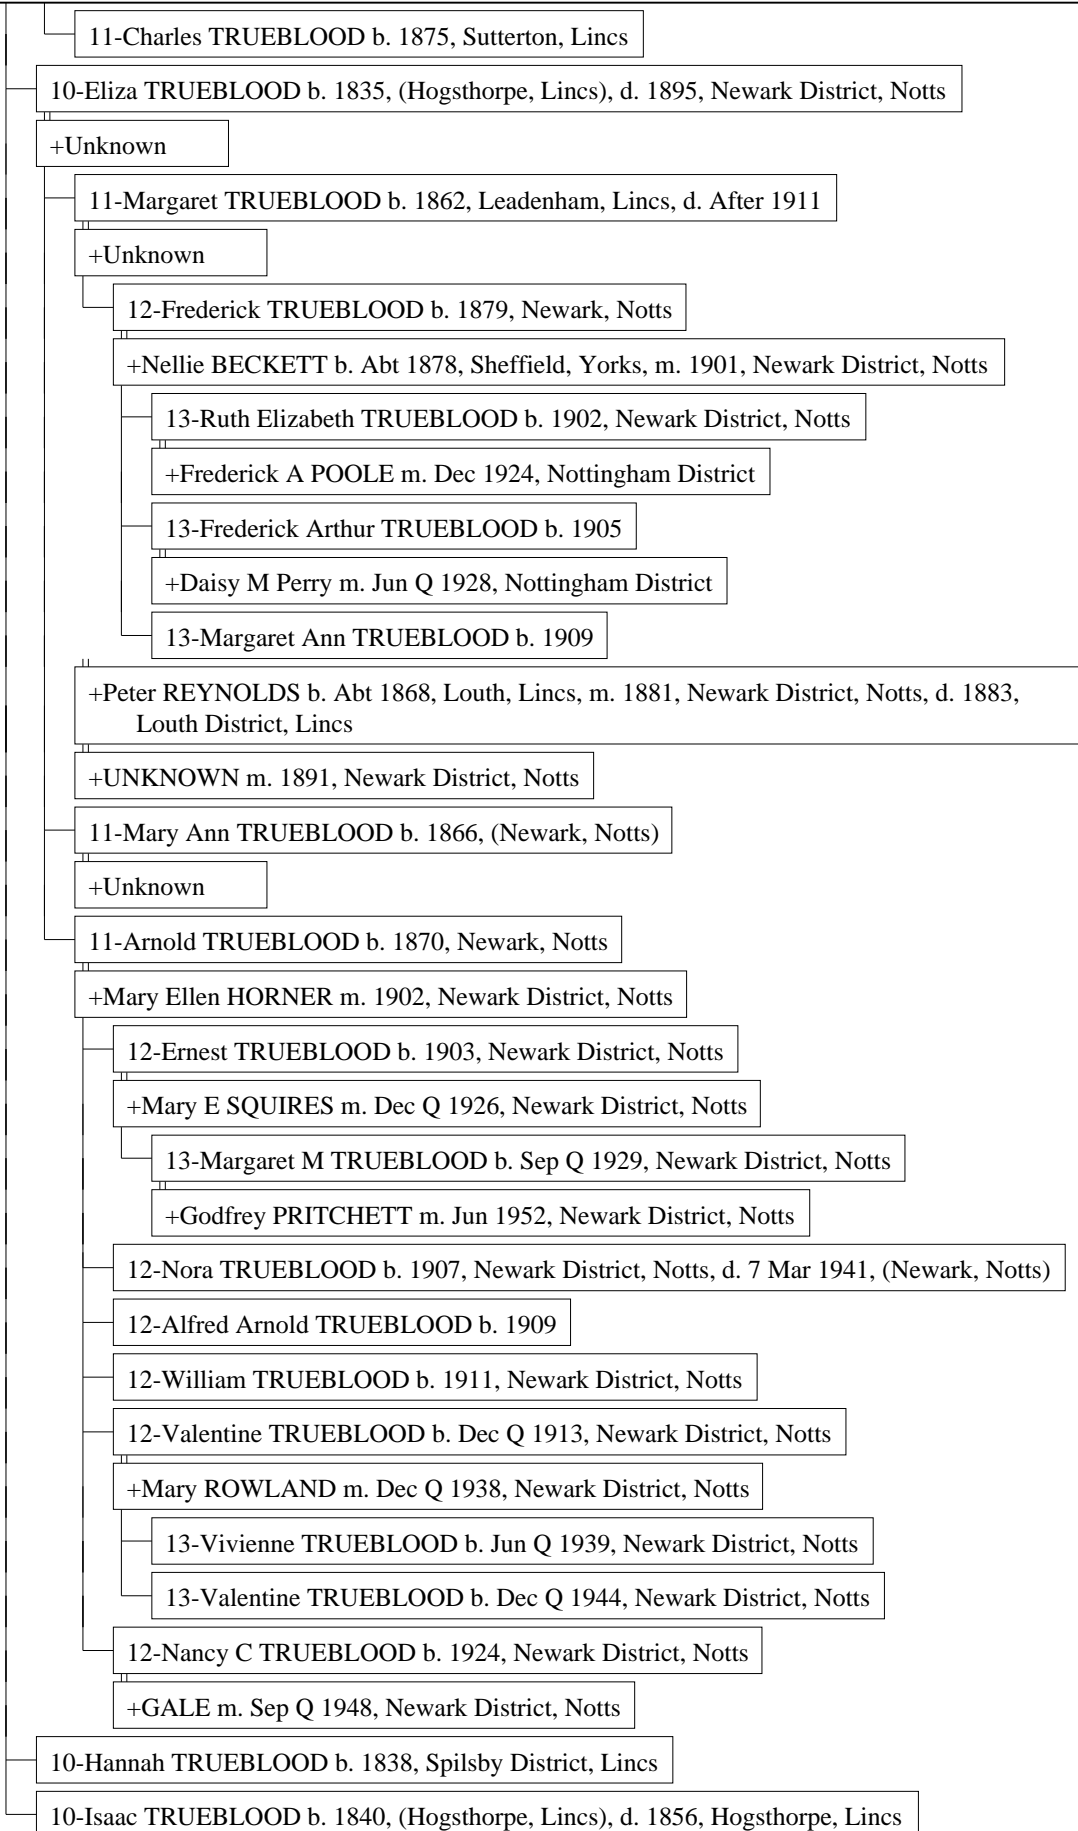 11-Charles TRUEBLOOD b. 1875, Sutterton, Lincs
10-Eliza TRUEBLOOD b. 1835, (Hogsthorpe, Lincs), d. 1895, Newark District, Notts
+Unknown
11-Margaret TRUEBLOOD b. 1862, Leadenham, Lincs, d. After 1911
+Unknown
12-Frederick TRUEBLOOD b. 1879, Newark, Notts
+Nellie BECKETT b. Abt 1878, Sheffield, Yorks, m. 1901, Newark District, Notts
13-Ruth Elizabeth TRUEBLOOD b. 1902, Newark District, Notts
+Frederick A POOLE m. Dec 1924, Nottingham District
13-Frederick Arthur TRUEBLOOD b. 1905
+Daisy M Perry m. Jun Q 1928, Nottingham District
13-Margaret Ann TRUEBLOOD b. 1909
+Peter REYNOLDS b. Abt 1868, Louth, Lincs, m. 1881, Newark District, Notts, d. 1883,
Louth District, Lincs
+UNKNOWN m. 1891, Newark District, Notts
11-Mary Ann TRUEBLOOD b. 1866, (Newark, Notts)
+Unknown
11-Arnold TRUEBLOOD b. 1870, Newark, Notts
+Mary Ellen HORNER m. 1902, Newark District, Notts
12-Ernest TRUEBLOOD b. 1903, Newark District, Notts
+Mary E SQUIRES m. Dec Q 1926, Newark District, Notts
13-Margaret M TRUEBLOOD b. Sep Q 1929, Newark District, Notts
+Godfrey PRITCHETT m. Jun 1952, Newark District, Notts
12-Nora TRUEBLOOD b. 1907, Newark District, Notts, d. 7 Mar 1941, (Newark, Notts)
12-Alfred Arnold TRUEBLOOD b. 1909
12-William TRUEBLOOD b. 1911, Newark District, Notts
12-Valentine TRUEBLOOD b. Dec Q 1913, Newark District, Notts
+Mary ROWLAND m. Dec Q 1938, Newark District, Notts
13-Vivienne TRUEBLOOD b. Jun Q 1939, Newark District, Notts
13-Valentine TRUEBLOOD b. Dec Q 1944, Newark District, Notts
12-Nancy C TRUEBLOOD b. 1924, Newark District, Notts
+GALE m. Sep Q 1948, Newark District, Notts
10-Hannah TRUEBLOOD b. 1838, Spilsby District, Lincs
10-Isaac TRUEBLOOD b. 1840, (Hogsthorpe, Lincs), d. 1856, Hogsthorpe, Lincs